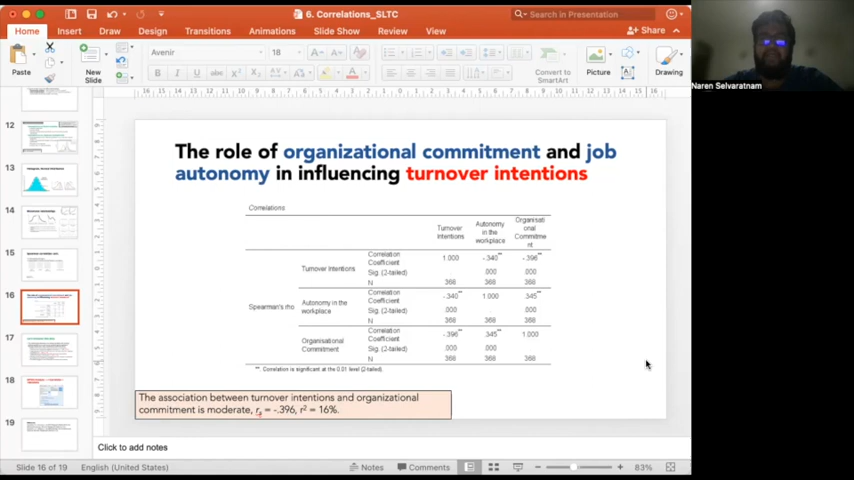 6. Correlations_SLTC
Search in Presentation
Home Insert Draw Design Transitions Animations Slide Show Review View
Share
Paste
New
Slide
Avenir
18
Convert to
SmartArt
Picture
Drawing
Naren Selvaratnam
12
13
14
15
16
17
18
19
The role of organizational commitment and job
autonomy in influencing turnover intentions
Correlations
Turnover
Intentions
Autonomy
in the
workplace
Organisati
onal
Commitme
nt
Spearman's rho
Turnover Intentions
Correlation
Coefficient
1.000 -.340** -.396**
Sig. (2-tailed)
.000 .000
N 368 368 368
Autonomy in the
workplace
Correlation
Coefficient
-.340** 1.000 .345**
Sig. (2-tailed)
.000 .000
N 368 368 368
Organisational
Commitment
Correlation
Coefficient
-.396** .345** 1.000
Sig. (2-tailed)
.000 .000
N 368 368 368
**. Correlation is significant at the 0.01 level (2-tailed).
The association between turnover intentions and organizational
commitment is moderate, rs = -.396, r2 = 16%.
Click to add notes
Slide 16 of 19 English (United States) Notes Comments 83%